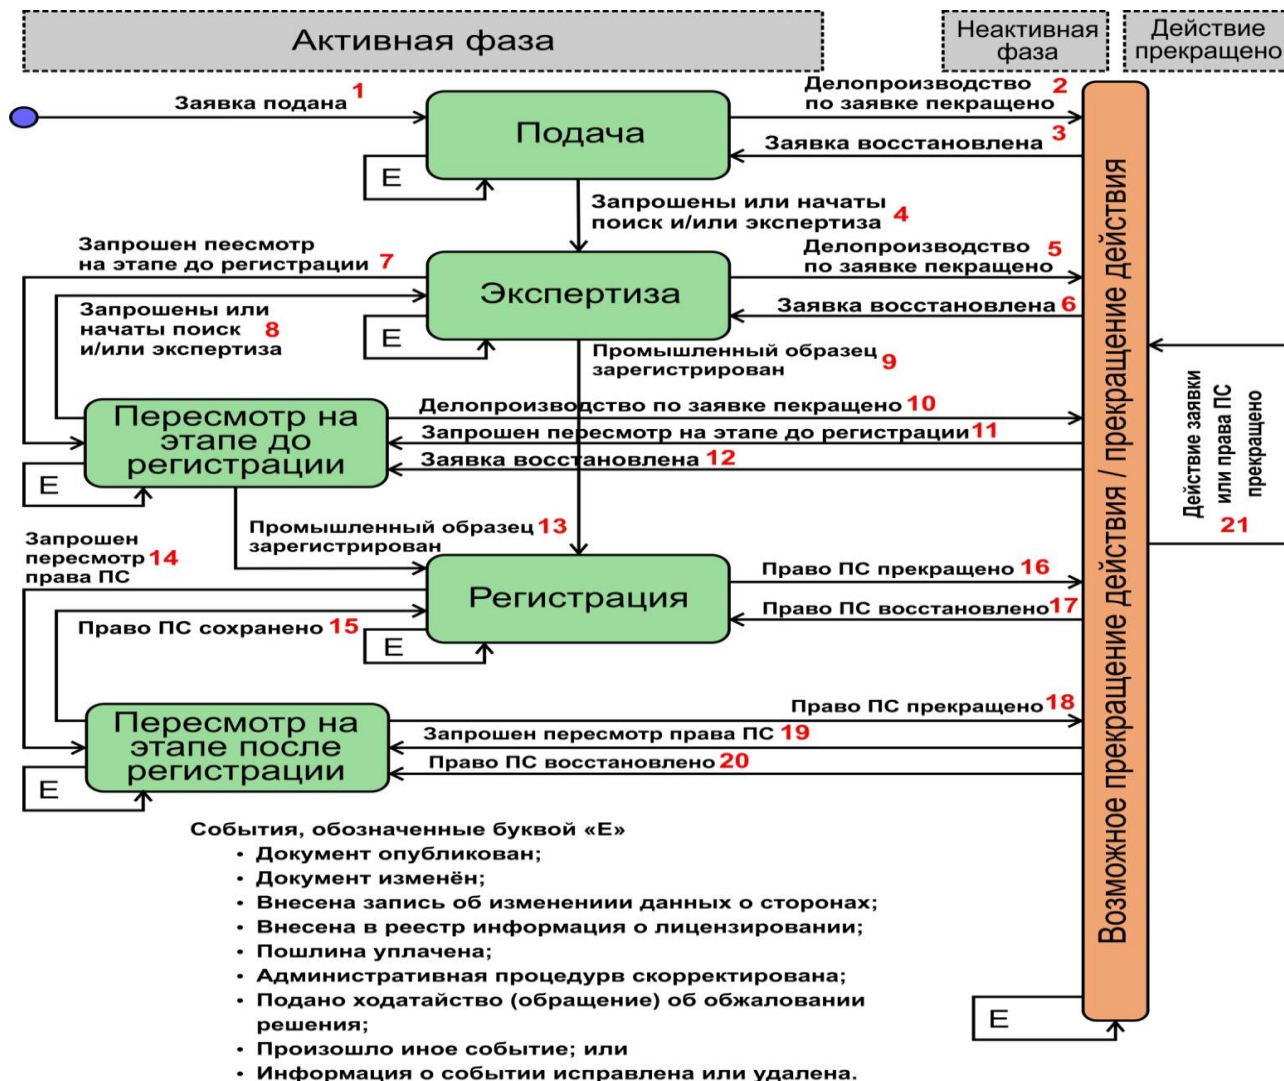 Активная фаза
Неактивная
фаза
Действие
прекращено
Заявка подана 1
Подача
Делопроизводство 2
по заявке пекращено
Заявка восстановлена 3
E
Запрошены или начаты
поиск и/или экспертиза 4
Запрошен пеесмотр
на этапе до регистрации 7
Экспертиза
Делопроизводство 5
по заявке пекращено
Запрошены или
начаты поиск 8
и/или экспертиза
Заявка восстановлена 6
E
Промышленный образец 9
зарегистрирован
Пересмотр на
этапе до
регистрации
Делопроизводство по заявке пекращено 10
Запрошен пересмотр на этапе до регистрации 11
Заявка восстановлена 12
E
Промышленный образец 13
зарегистрирован
Запрошен
пересмотр 14
права ПС
Регистрация
Право ПС прекращено 16
Право ПС восстановлено 17
Право ПС сохранено 15
E
Пересмотр на
этапе после
регистрации
Право ПС прекращено 18
Запрошен пересмотр права ПС 19
Право ПС восстановлено 20
E
Возможное прекращение действия / прекращение действия
Действие заявки
или права ПС
прекращено
21
E
События, обозначенные буквой «Е»
• Документ опубликован;
• Документ изменён;
• Внесена запись об изменениии данных о сторонах;
• Внесена в реестр информация о лицензировании;
• Пошлина уплачена;
• Административная процедурв скорректирована;
• Подано ходатайство (обращение) об обжаловании
решения;
• Произошло иное событие; или
• Информация о событии исправлена или удалена.